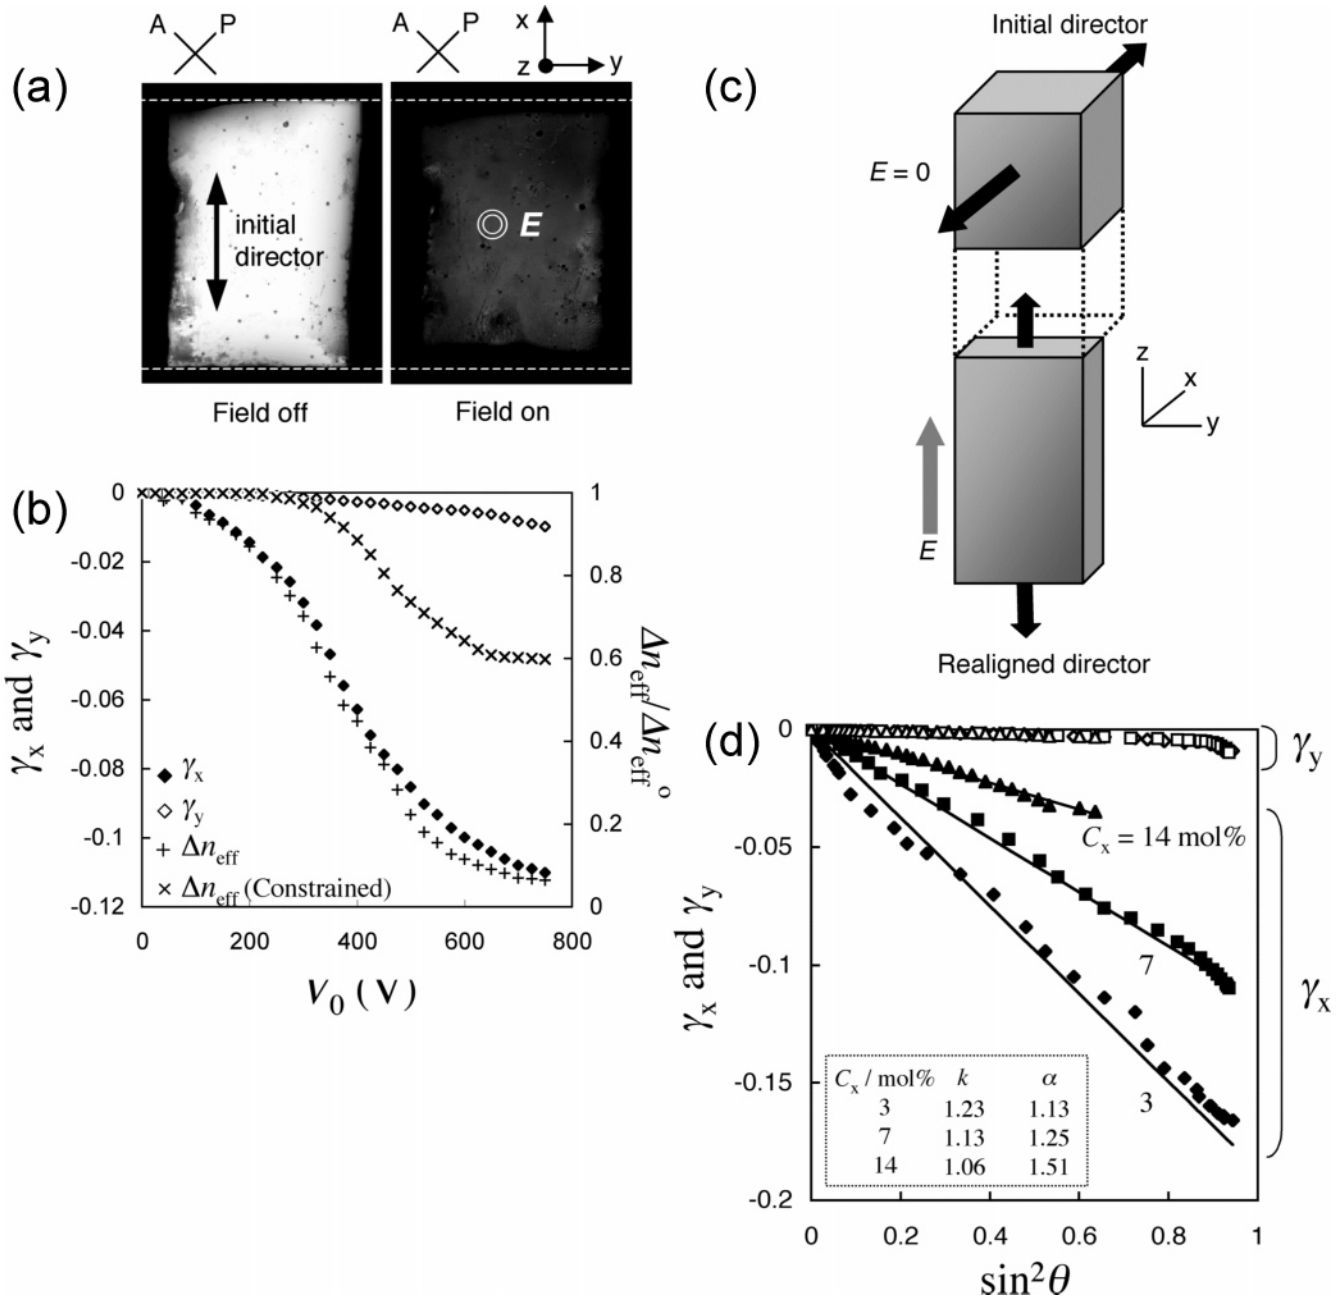 (a)
A P
A P
x
z
y
initial
director
E
Field off
Field on
(b)
0
-0.02
-0.04
-0.06
-0.08
-0.1
-0.12
γx and γy
1
0.8
0.6
0.4
0.2
0
Δneff/Δneff°
γx
γy
Δneff
Δneff (Constrained)
0 200 400 600 800
V0 (V)
(c)
Initial director
E = 0
z
x
y
E
Realigned director
(d)
0
-0.05
-0.1
-0.15
-0.2
γx and γy
γy
Cx = 14 mol%
7
3
γx
Cx / mol% k α
3 1.23 1.13
7 1.13 1.25
14 1.06 1.51
0 0.2 0.4 0.6 0.8 1
sin²θ